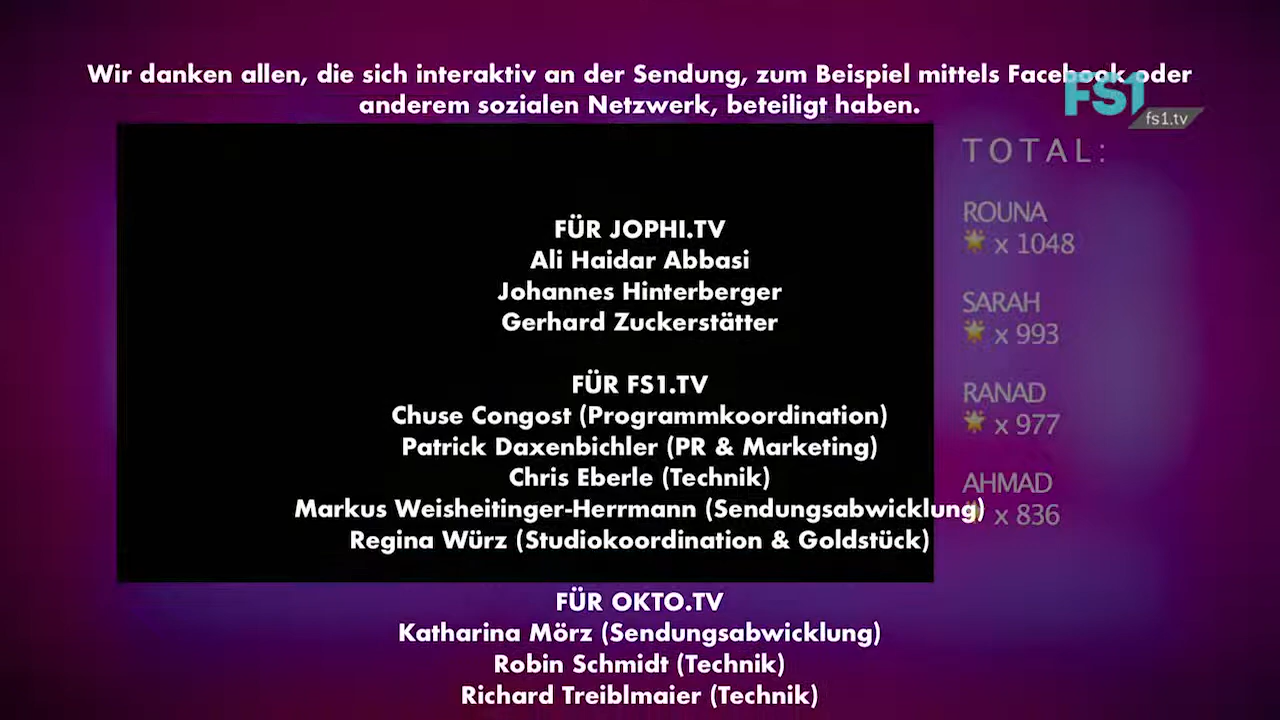 Wir danken allen, die sich interaktiv an der Sendung, zum Beispiel mittels Facebook oder
anderem sozialen Netzwerk, beteiligt haben.
FS1
fs1.tv
TOTAL:
ROUNA
x 1048
SARAH
x 993
RANAD
x 977
AHMAD
x 836
FÜR JOPHI.TV
Ali Haidar Abbasi
Johannes Hinterberger
Gerhard Zuckerstätter
FÜR FS1.TV
Chuse Congost (Programmkoordination)
Patrick Daxenbichler (PR & Marketing)
Chris Eberle (Technik)
Markus Weisheitinger-Herrmann (Sendungsabwicklung)
Regina Würz (Studiokoordination & Goldstück)
FÜR OKTO.TV
Katharina Mörz (Sendungsabwicklung)
Robin Schmidt (Technik)
Richard Treiblmaier (Technik)